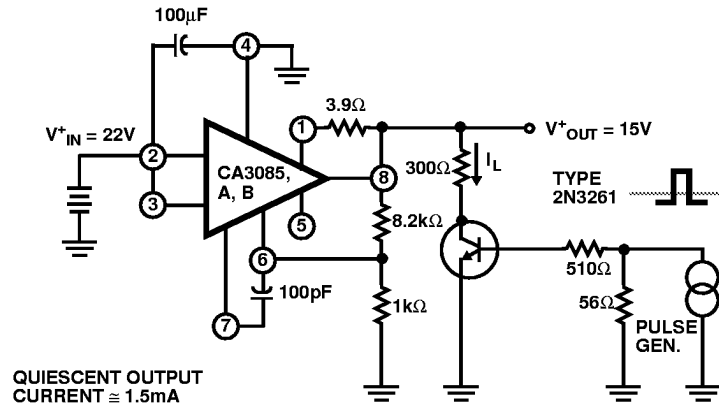 100μF
4
V+IN = 22V
2
3
CA3085,
A, B
1
3.9Ω
V+OUT = 15V
300Ω
IL
TYPE
2N3261
8
5
8.2kΩ
6
510Ω
100pF
1kΩ
56Ω
7
PULSE
GEN.
QUIESCENT OUTPUT
CURRENT ≅ 1.5mA